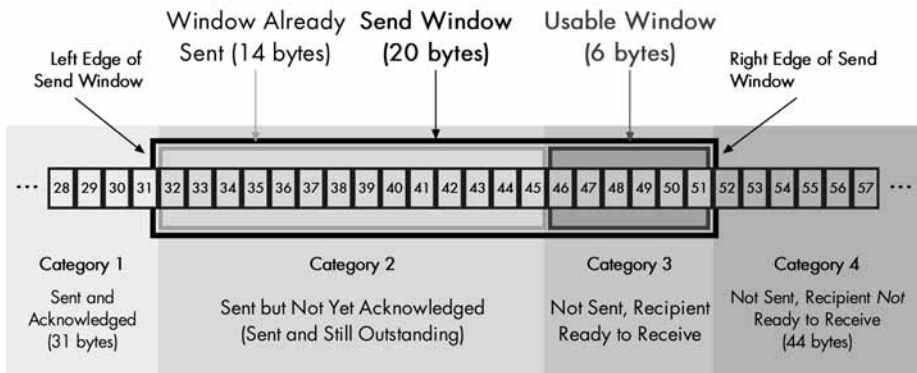 Window Already
Sent (14 bytes)
Send Window
(20 bytes)
Usable Window
(6 bytes)
Left Edge of
Send Window
Right Edge of Send
Window
... 28 29 30 31 32 33 34 35 36 37 38 39 40 41 42 43 44 45 46 47 48 49 50 51 52 53 54 55 56 57 ...
Category 1
Sent and
Acknowledged
(31 bytes)
Category 2
Sent but Not Yet Acknowledged
(Sent and Still Outstanding)
Category 3
Not Sent, Recipient
Ready to Receive
Category 4
Not Sent, Recipient Not
Ready to Receive
(44 bytes)